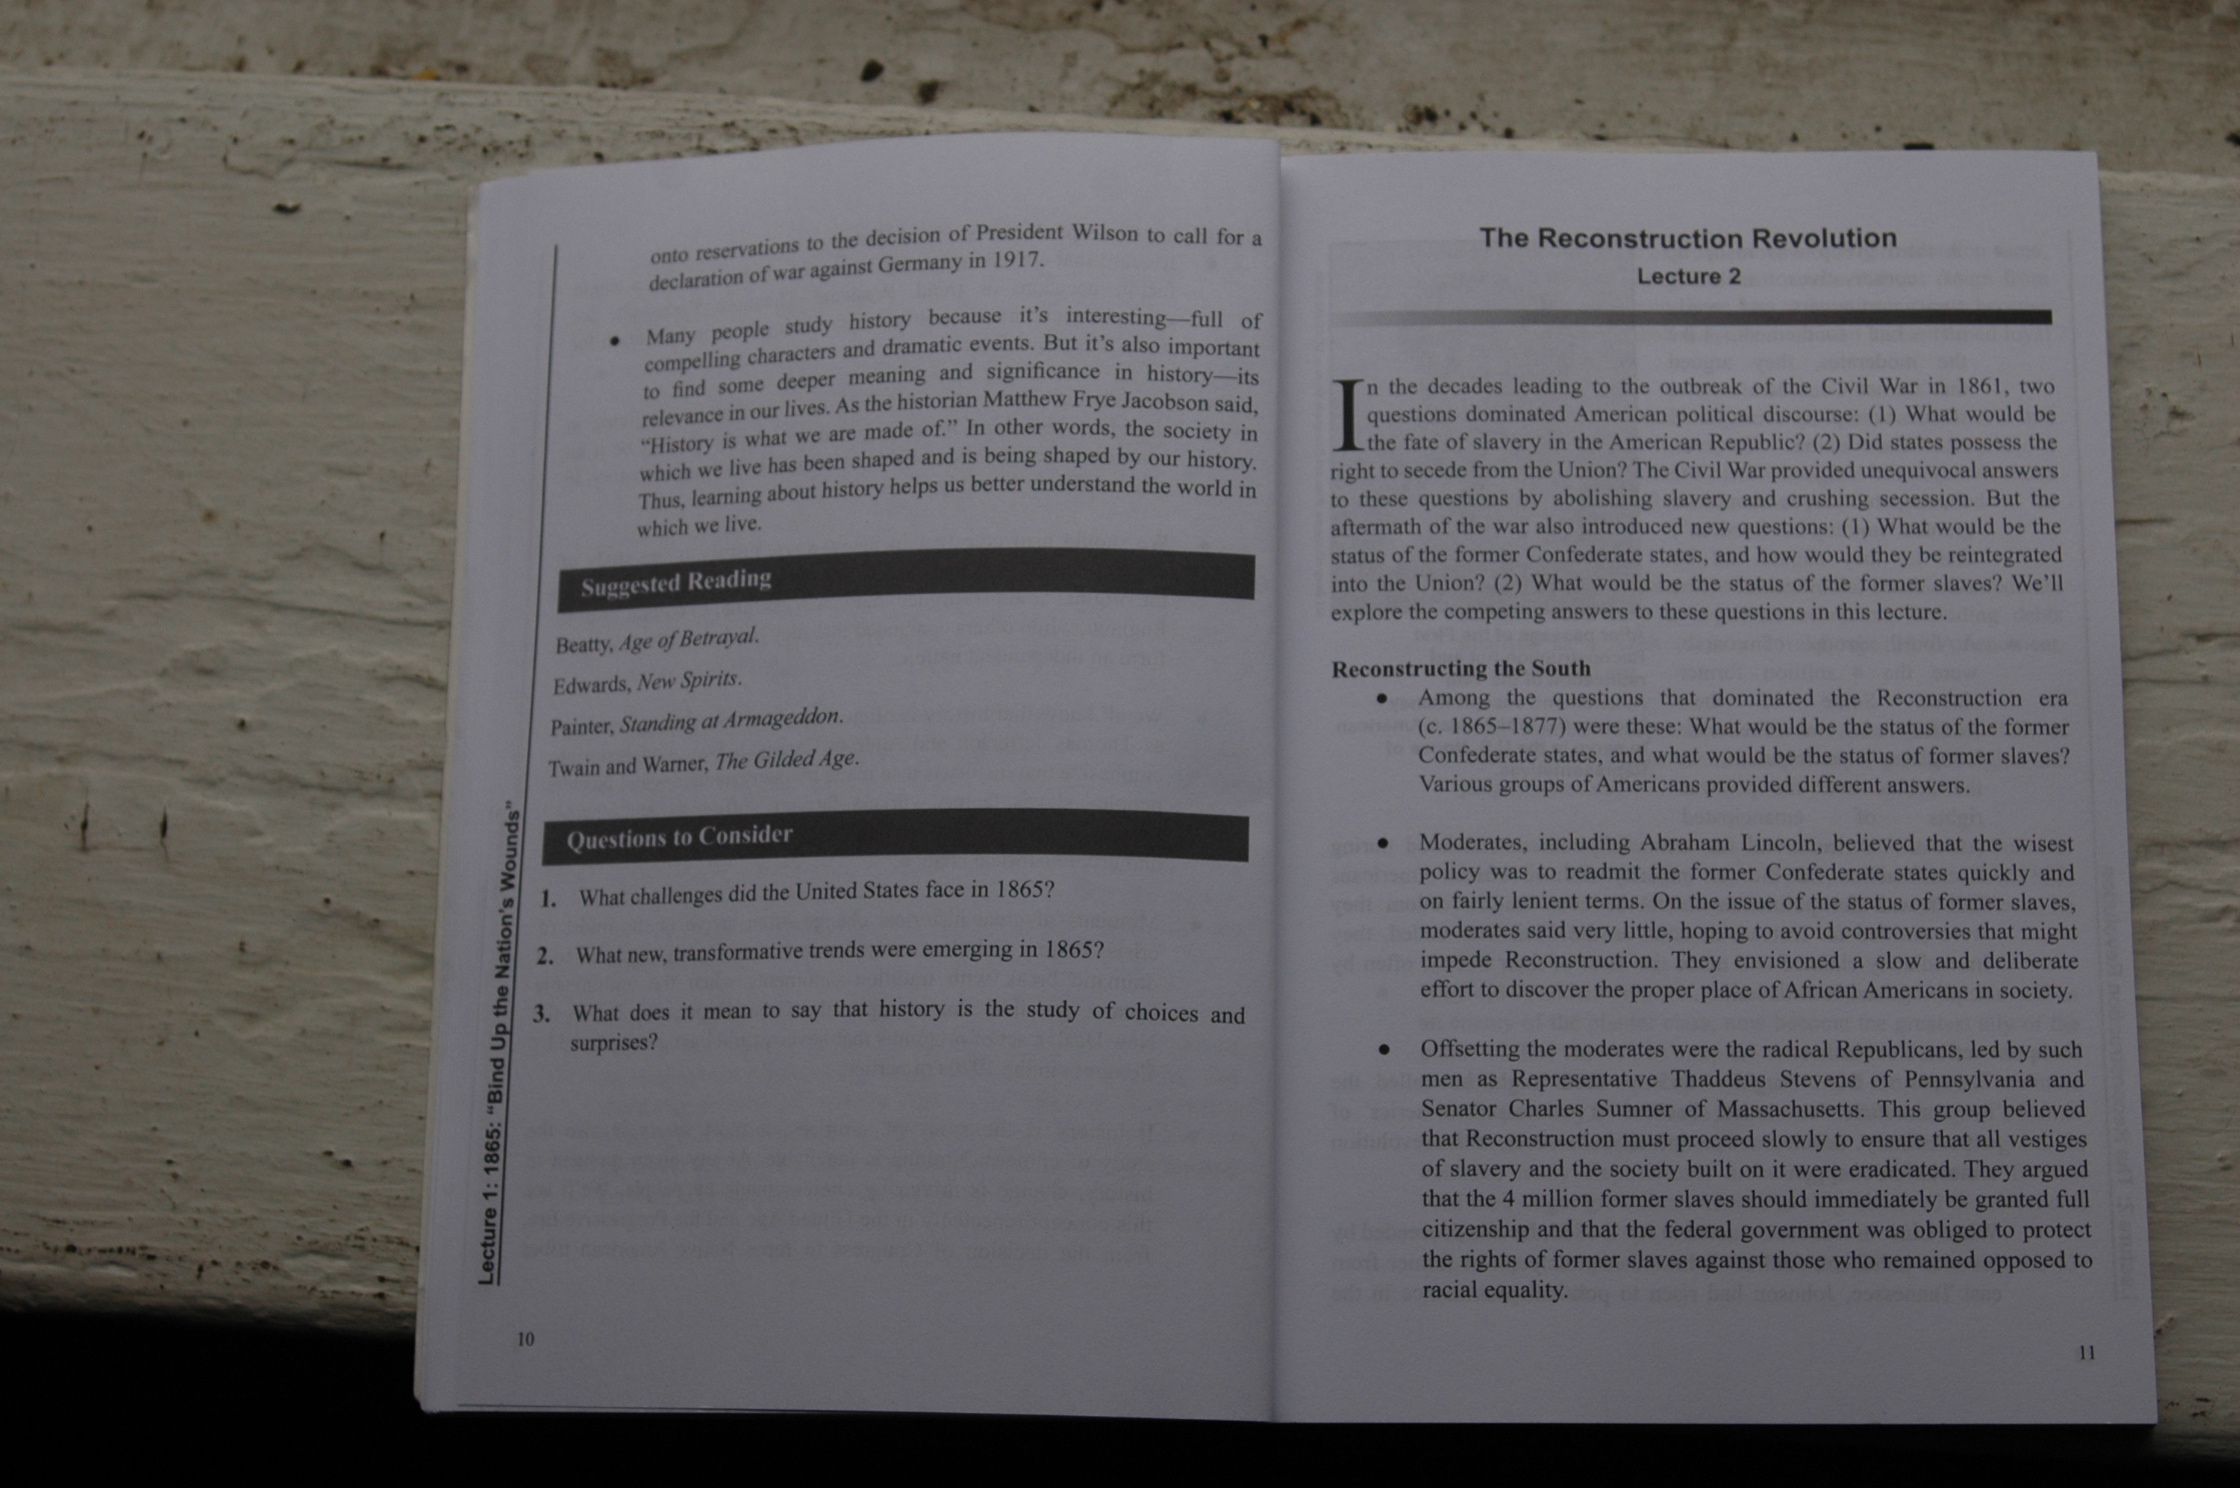 onto reservations to the decision of President Wilson to call for a
declaration of war against Germany in 1917.
• Many people study history because it's interesting—full of
compelling characters and dramatic events. But it's also important
to find some deeper meaning and significance in history—its
relevance in our lives. As the historian Matthew Frye Jacobson said,
“History is what we are made of.” In other words, the society in
which we live has been shaped and is being shaped by our history.
Thus, learning about history helps us better understand the world in
which we live.
Suggested Reading
Beatty, Age of Betrayal.
Edwards, New Spirits.
Painter, Standing at Armageddon.
Twain and Warner, The Gilded Age.
Questions to Consider
1. What challenges did the United States face in 1865?
2. What new, transformative trends were emerging in 1865?
3. What does it mean to say that history is the study of choices and
surprises?
Lecture 1: 1865: “Bind Up the Nation's Wounds”
10
The Reconstruction Revolution
Lecture 2
In the decades leading to the outbreak of the Civil War in 1861, two
questions dominated American political discourse: (1) What would be
the fate of slavery in the American Republic? (2) Did states possess the
right to secede from the Union? The Civil War provided unequivocal answers
to these questions by abolishing slavery and crushing secession. But the
aftermath of the war also introduced new questions: (1) What would be the
status of the former Confederate states, and how would they be reintegrated
into the Union? (2) What would be the status of the former slaves? We'll
explore the competing answers to these questions in this lecture.
Reconstructing the South
• Among the questions that dominated the Reconstruction era
(c. 1865–1877) were these: What would be the status of the former
Confederate states, and what would be the status of former slaves?
Various groups of Americans provided different answers.
• Moderates, including Abraham Lincoln, believed that the wisest
policy was to readmit the former Confederate states quickly and
on fairly lenient terms. On the issue of the status of former slaves,
moderates said very little, hoping to avoid controversies that might
impede Reconstruction. They envisioned a slow and deliberate
effort to discover the proper place of African Americans in society.
• Offsetting the moderates were the radical Republicans, led by such
men as Representative Thaddeus Stevens of Pennsylvania and
Senator Charles Sumner of Massachusetts. This group believed
that Reconstruction must proceed slowly to ensure that all vestiges
of slavery and the society built on it were eradicated. They argued
that the 4 million former slaves should immediately be granted full
citizenship and that the federal government was obliged to protect
the rights of former slaves against those who remained opposed to
racial equality.
11